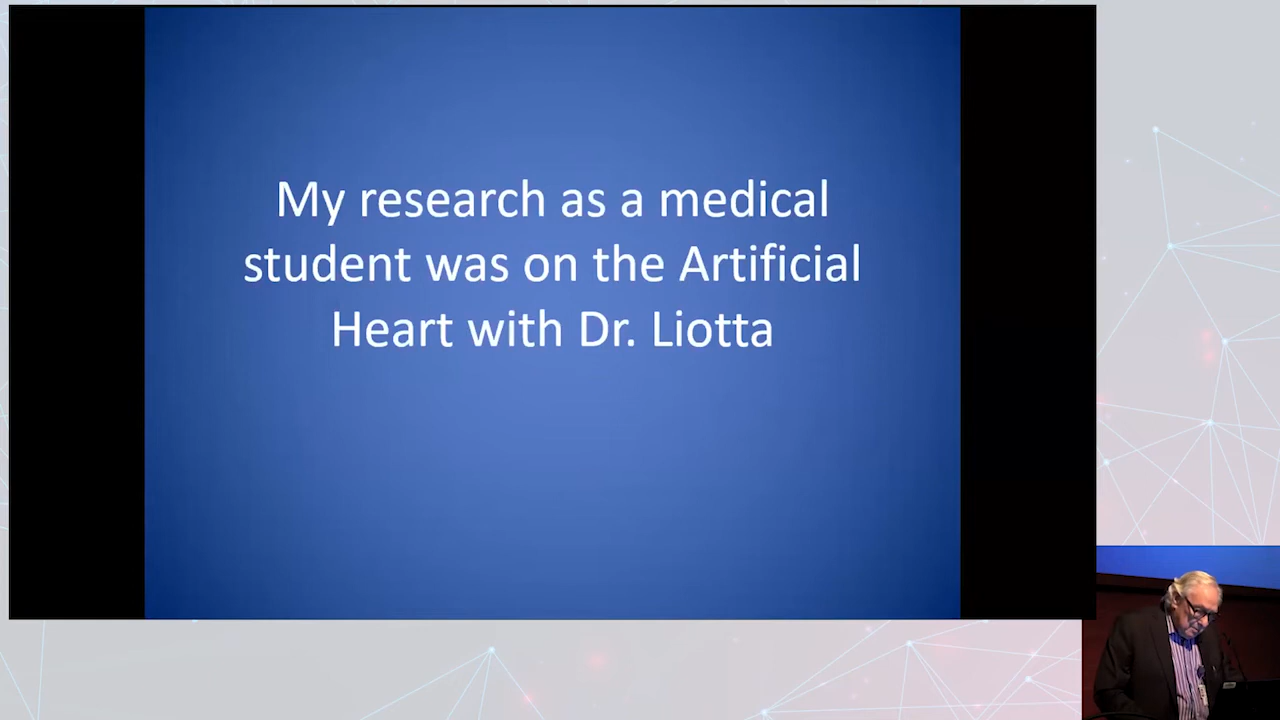 My research as a medical
student was on the Artificial
Heart with Dr. Liotta